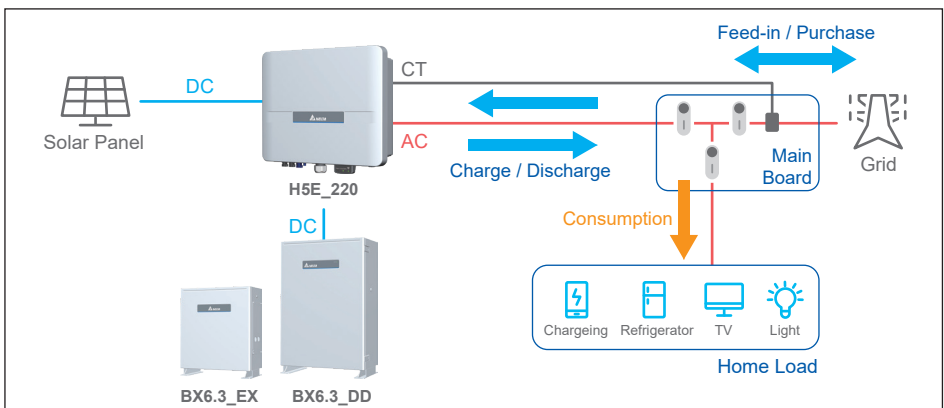 Feed-in / Purchase
CT
DC
Solar Panel
AC
Main
Board
Grid
Charge / Discharge
H5E_220
DC
Consumption
Chargeing
Refrigerator
TV
Light
Home Load
BX6.3_EX
BX6.3_DD